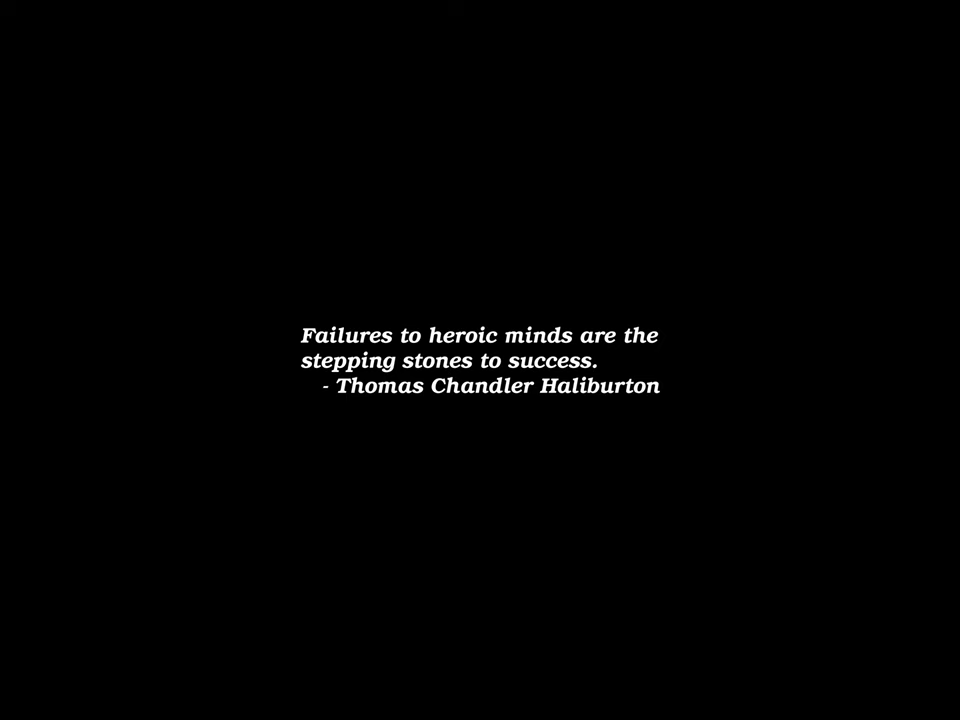 Failures to heroic minds are the
stepping stones to success.
- Thomas Chandler Haliburton